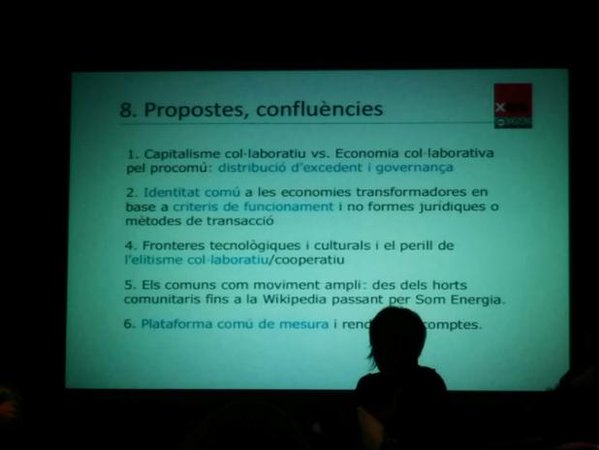 8. Propostes, confluències
1. Capitalisme col·laboratiu vs. Economia col·laborativa
pel procomú: distribució d'excedent i governança
2. Identitat comú a les economies transformadores en
base a criteris de funcionament i no formes jurídiques o
mètodes de transacció
4. Fronteres tecnològiques i culturals i el perill de
l'elitisme col·laboratiu/cooperatiu
5. Els comuns com moviment ampli: des dels horts
comunitaris fins a la Wikipedia passant per Som Energia.
6. Plataforma comú de mesura i comptes.